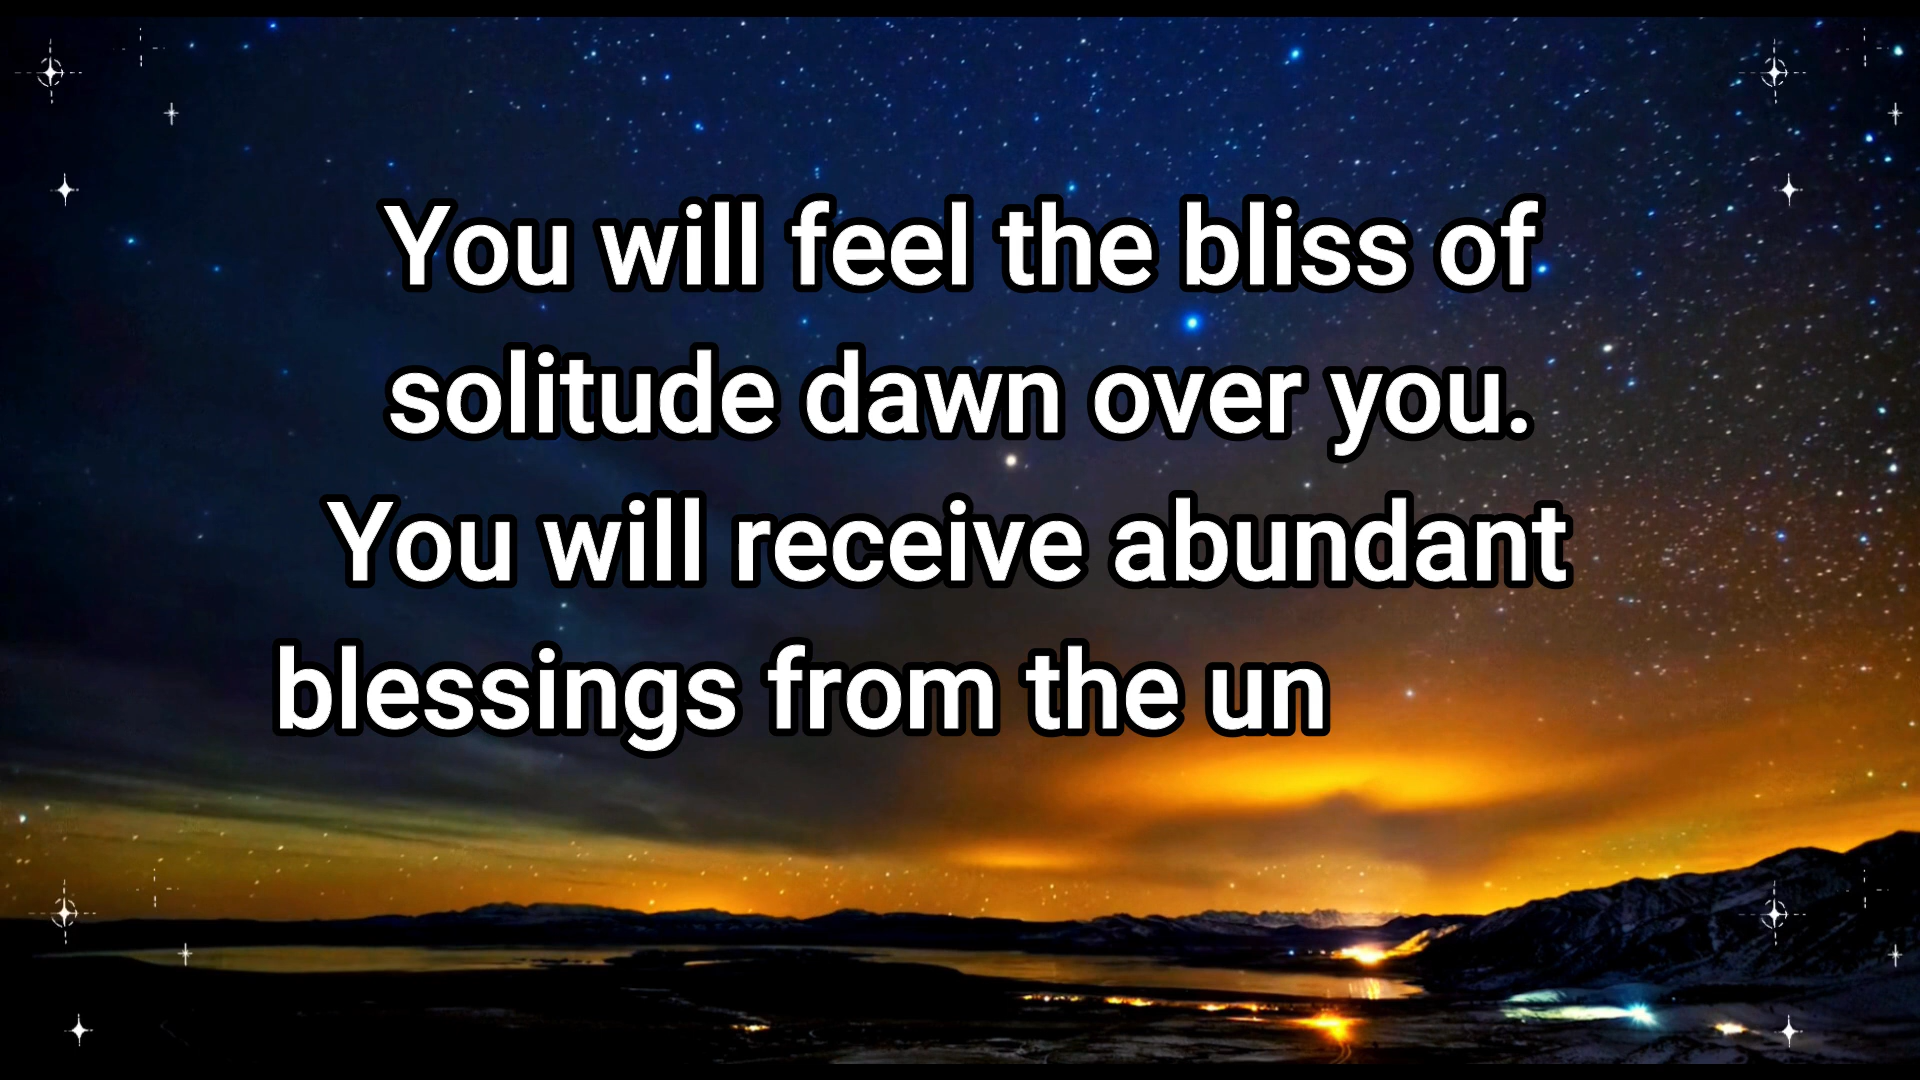 You will feel the bliss of
solitude dawn over you.
You will receive abundant
blessings from the un